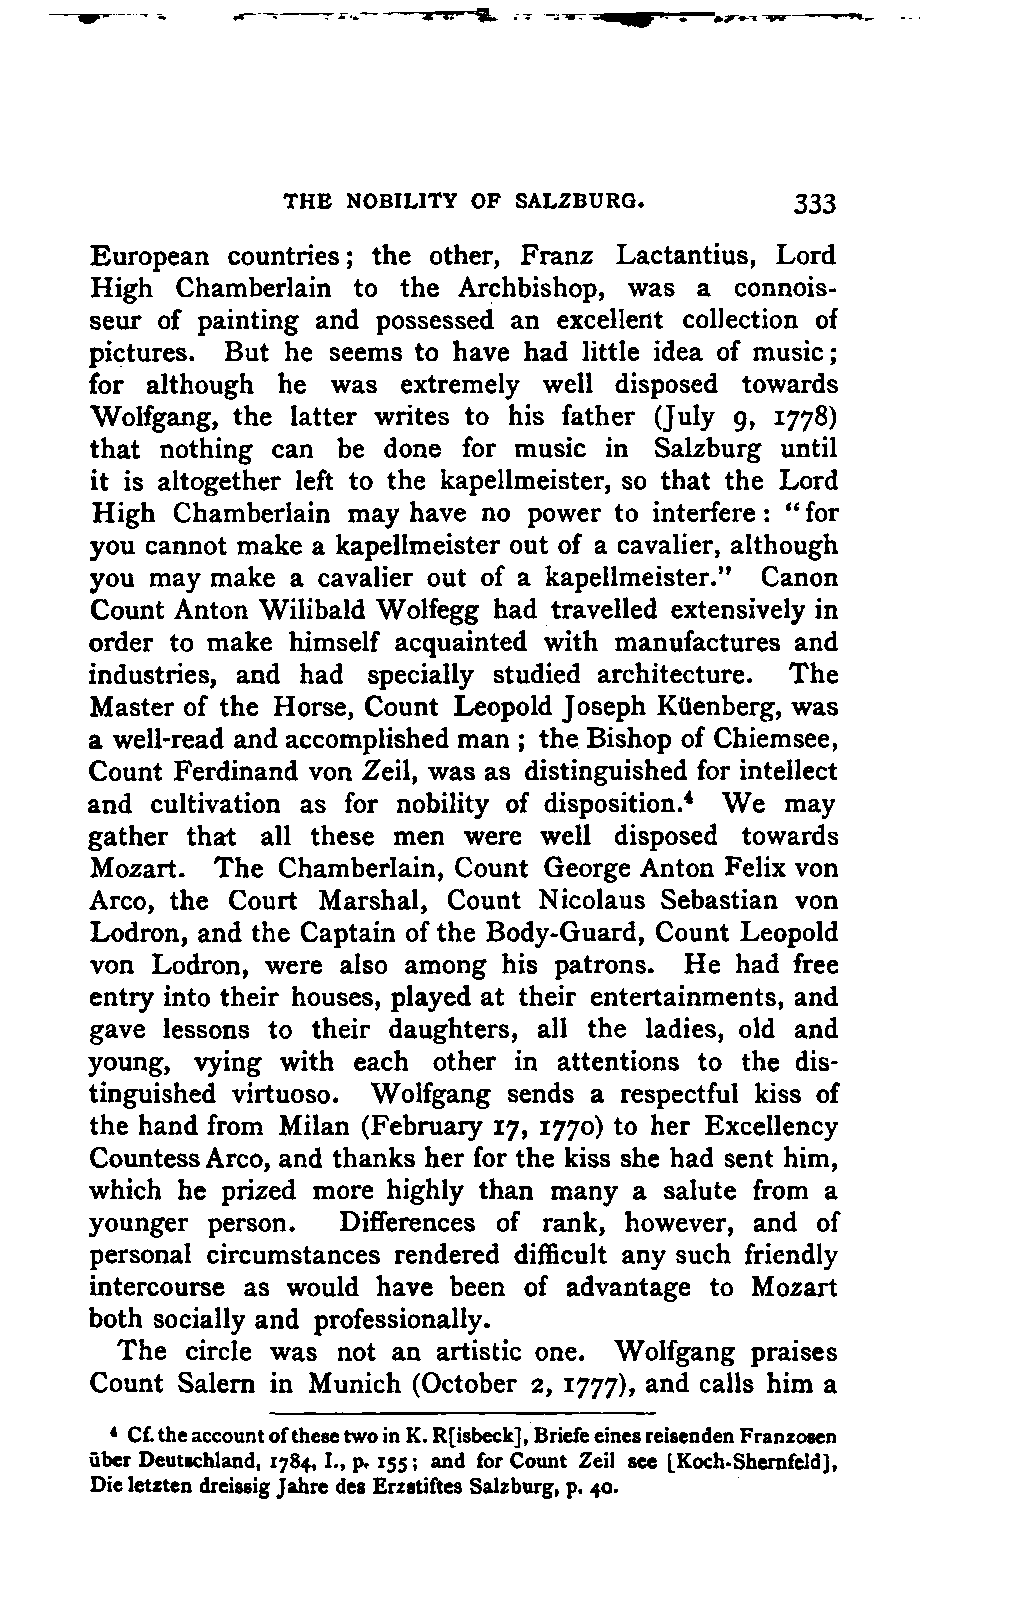 THE NOBILITY OF SALZBURG. 333
European countries; the other, Franz Lactantius, Lord
High Chamberlain to the Archbishop, was a connois-
seur of painting and possessed an excellent collection of
pictures. But he seems to have had little idea of music;
for although he was extremely well disposed towards
Wolfgang, the latter writes to his father (July 9, 1778)
that nothing can be done for music in Salzburg until
it is altogether left to the kapellmeister, so that the Lord
High Chamberlain may have no power to interfere: "for
you cannot make a kapellmeister out of a cavalier, although
you may make a cavalier out of a kapellmeister." Canon
Count Anton Wilibald Wolfegg had travelled extensively in
order to make himself acquainted with manufactures and
industries, and had specially studied architecture. The
Master of the Horse, Count Leopold Joseph Küenberg, was
a well-read and accomplished man; the Bishop of Chiemsee,
Count Ferdinand von Zeil, was as distinguished for intellect
and cultivation as for nobility of disposition.⁴ We may
gather that all these men were well disposed towards
Mozart. The Chamberlain, Count George Anton Felix von
Arco, the Court Marshal, Count Nicolaus Sebastian von
Lodron, and the Captain of the Body-Guard, Count Leopold
von Lodron, were also among his patrons. He had free
entry into their houses, played at their entertainments, and
gave lessons to their daughters, all the ladies, old and
young, vying with each other in attentions to the dis-
tinguished virtuoso. Wolfgang sends a respectful kiss of
the hand from Milan (February 17, 1770) to her Excellency
Countess Arco, and thanks her for the kiss she had sent him,
which he prized more highly than many a salute from a
younger person. Differences of rank, however, and of
personal circumstances rendered difficult any such friendly
intercourse as would have been of advantage to Mozart
both socially and professionally.
The circle was not an artistic one. Wolfgang praises
Count Salern in Munich (October 2, 1777), and calls him a
⁴ Cf. the account of these two in K. R[isbeck], Briefe eines reisenden Franzosen
über Deutschland, 1784, I., p. 155; and for Count Zeil see [Koch-Shernfeld],
Die letzten dreissig Jahre des Erzstiftes Salzburg, p. 40.